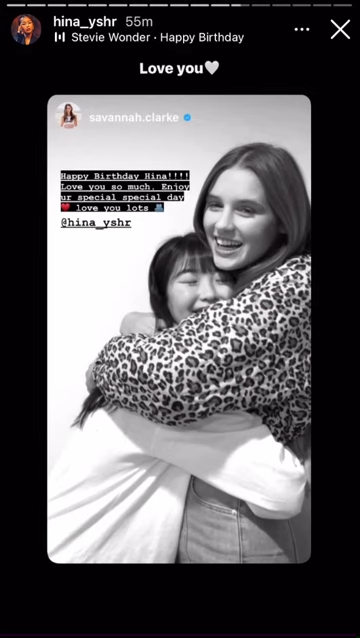 hina_yshr 55m
Stevie Wonder · Happy Birthday
Love you🤍
savannah.clarke
Happy Birthday Hina!!!!
Love you so much. Enjoy
ur special special day
❤️ love you lots 🫂
@hina_yshr